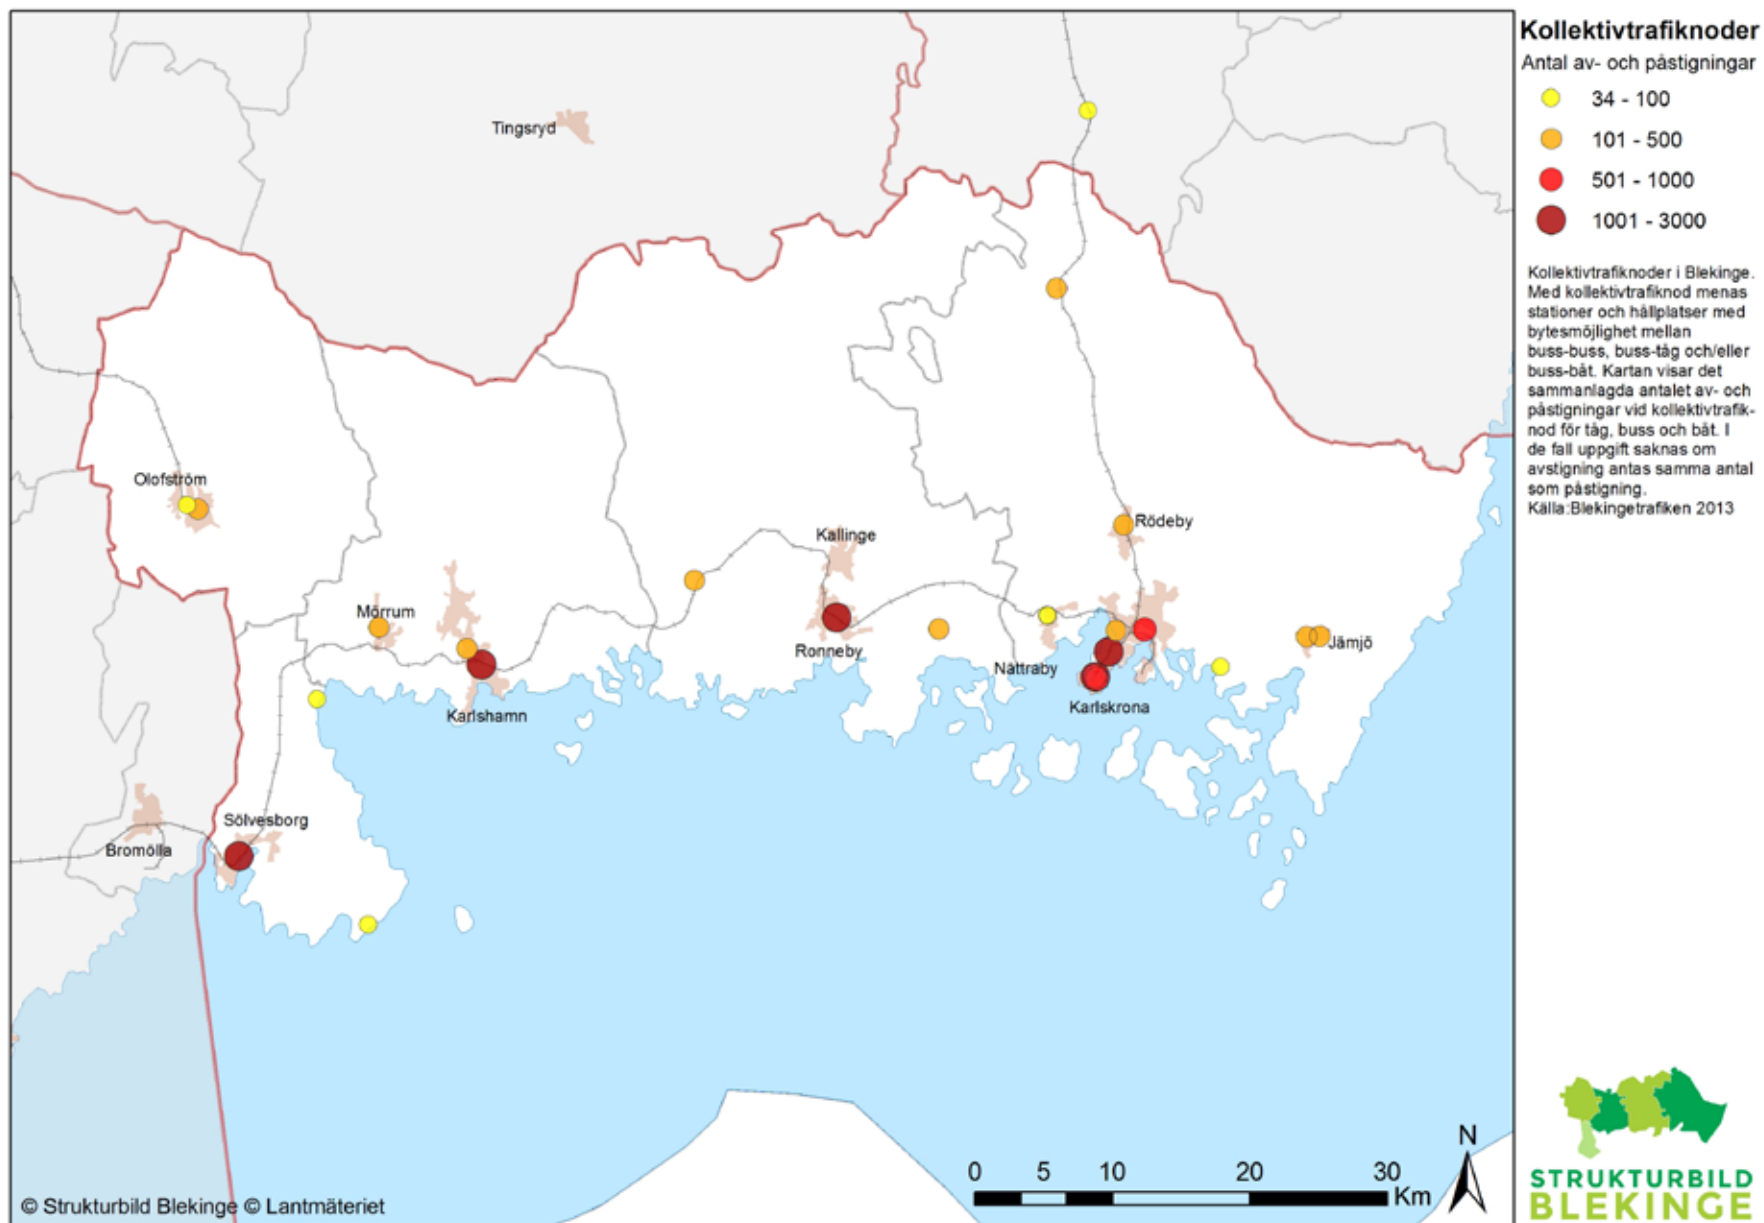 Kollektivtrafiknoder
Antal av- och påstigningar
34 - 100
101 - 500
501 - 1000
1001 - 3000
Kollektivtrafiknoder i Blekinge.
Med kollektivtrafiknod menas
stationer och hållplatser med
bytesmöjlighet mellan
buss-buss, buss-tåg och/eller
buss-båt. Kartan visar det
sammanlagda antalet av- och
påstigningar vid kollektivtrafik-
nod för tåg, buss och båt. I
de fall uppgift saknas om
avstigning antas samma antal
som påstigning.
Källa:Blekingetrafiken 2013
Tingsryd
Olofström
Kallinge
Rödeby
Mörrum
Ronneby
Jämjö
Nättraby
Karlskrona
Karlshamn
Sölvesborg
Bromölla
N
0 5 10 20 30
Km
© Strukturbild Blekinge © Lantmäteriet
STRUKTURBILD
BLEKINGE